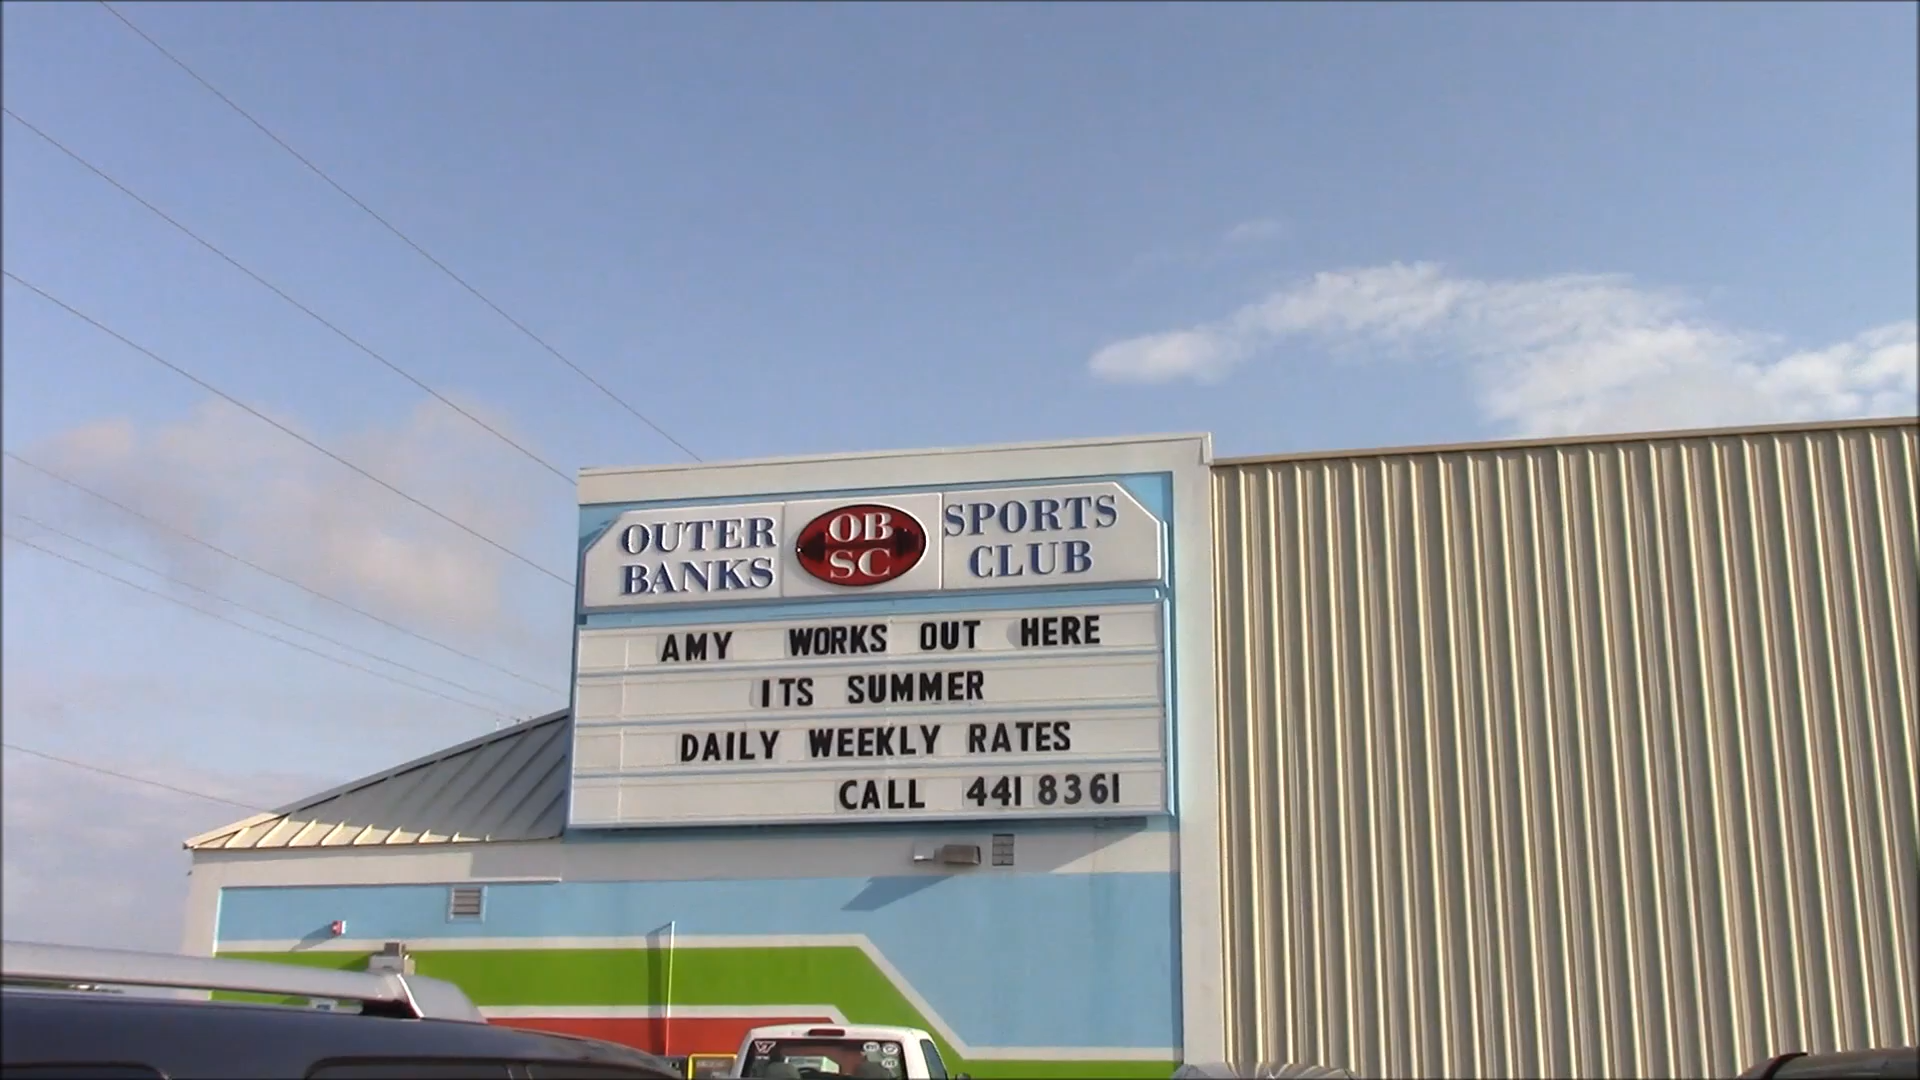 OUTER
BANKS
OB
SC
SPORTS
CLUB
AMY WORKS OUT HERE
ITS SUMMER
DAILY WEEKLY RATES
CALL 441 8361